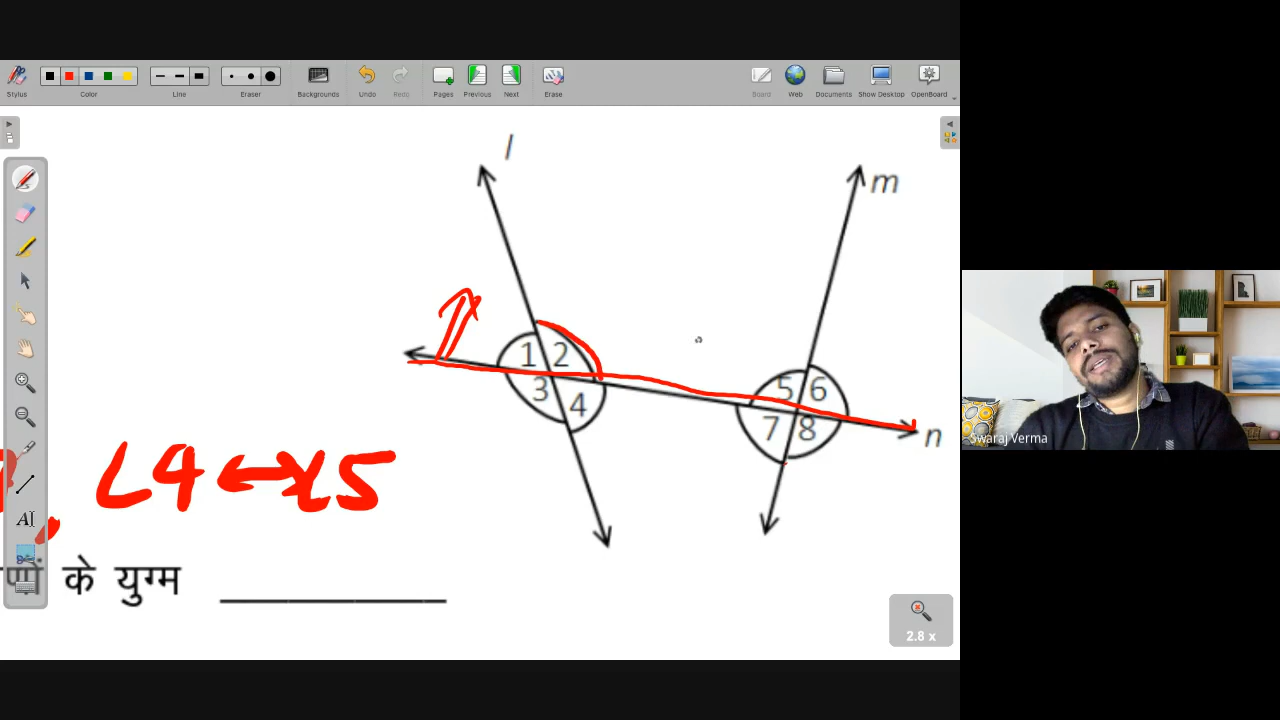 Stylus Color Line Eraser Backgrounds Undo Redo Pages Previous Next Erase Board Web Documents Show Desktop OpenBoard
l
m
1 2
3 4
5 6
7 8
n
Swaraj Verma
∠4 ↔ ∠5
के युग्म ____________
2.8 x